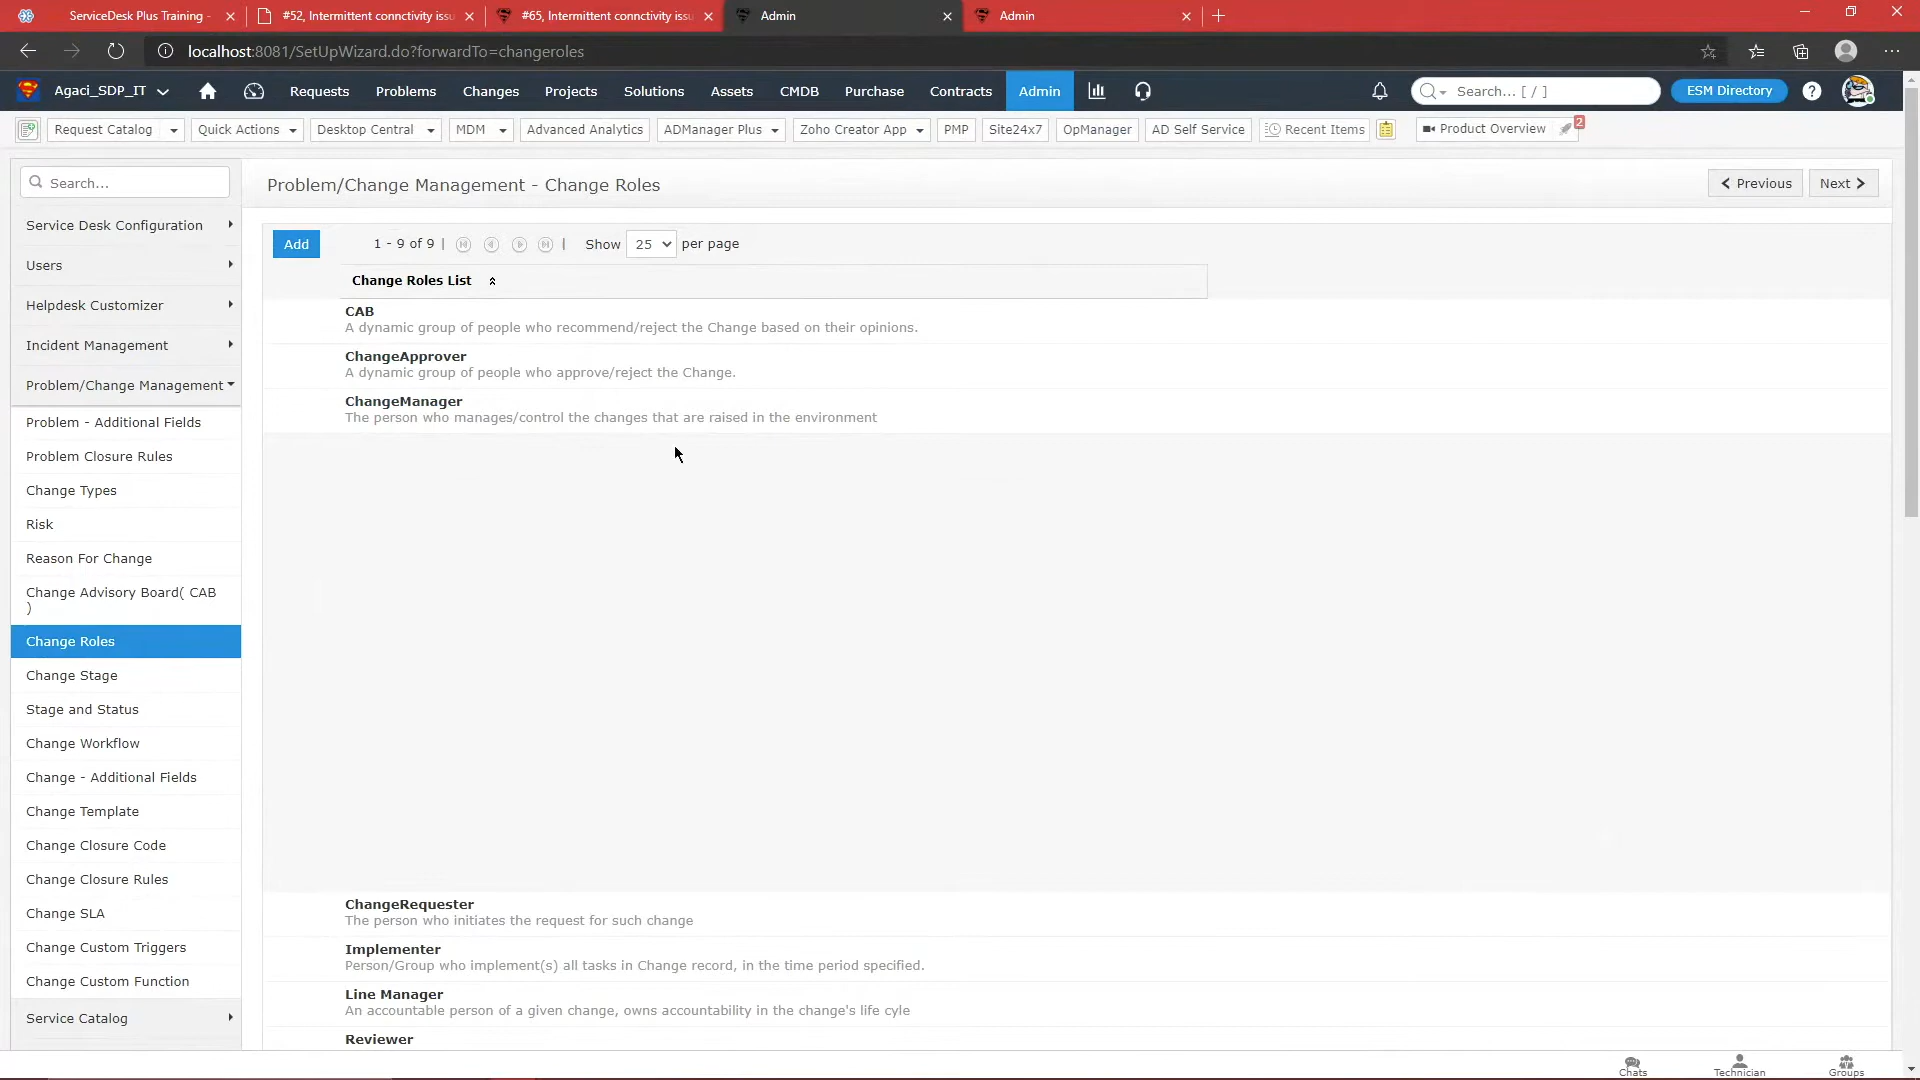 ServiceDesk Plus Training -
#52, Intermittent connctivity issu
#65, Intermittent connctivity issu
Admin
Admin
localhost:8081/SetUpWizard.do?forwardTo=changeroles
Agaci_SDP_IT
Requests
Problems
Changes
Projects
Solutions
Assets
CMDB
Purchase
Contracts
Admin
Search... [ / ]
ESM Directory
Request Catalog
Quick Actions
Desktop Central
MDM
Advanced Analytics
ADManager Plus
Zoho Creator App
PMP
Site24x7
OpManager
AD Self Service
Recent Items
Product Overview
2
Search...
Service Desk Configuration
Users
Helpdesk Customizer
Incident Management
Problem/Change Management
Problem - Additional Fields
Problem Closure Rules
Change Types
Risk
Reason For Change
Change Advisory Board( CAB
)
Change Roles
Change Stage
Stage and Status
Change Workflow
Change - Additional Fields
Change Template
Change Closure Code
Change Closure Rules
Change SLA
Change Custom Triggers
Change Custom Function
Service Catalog
Problem/Change Management - Change Roles
Previous
Next
Add
1 - 9 of 9 |
| Show 25 per page
Change Roles List
CAB
A dynamic group of people who recommend/reject the Change based on their opinions.
ChangeApprover
A dynamic group of people who approve/reject the Change.
ChangeManager
The person who manages/control the changes that are raised in the environment
ChangeRequester
The person who initiates the request for such change
Implementer
Person/Group who implement(s) all tasks in Change record, in the time period specified.
Line Manager
An accountable person of a given change, owns accountability in the change's life cyle
Reviewer
Chats
Technician
Groups